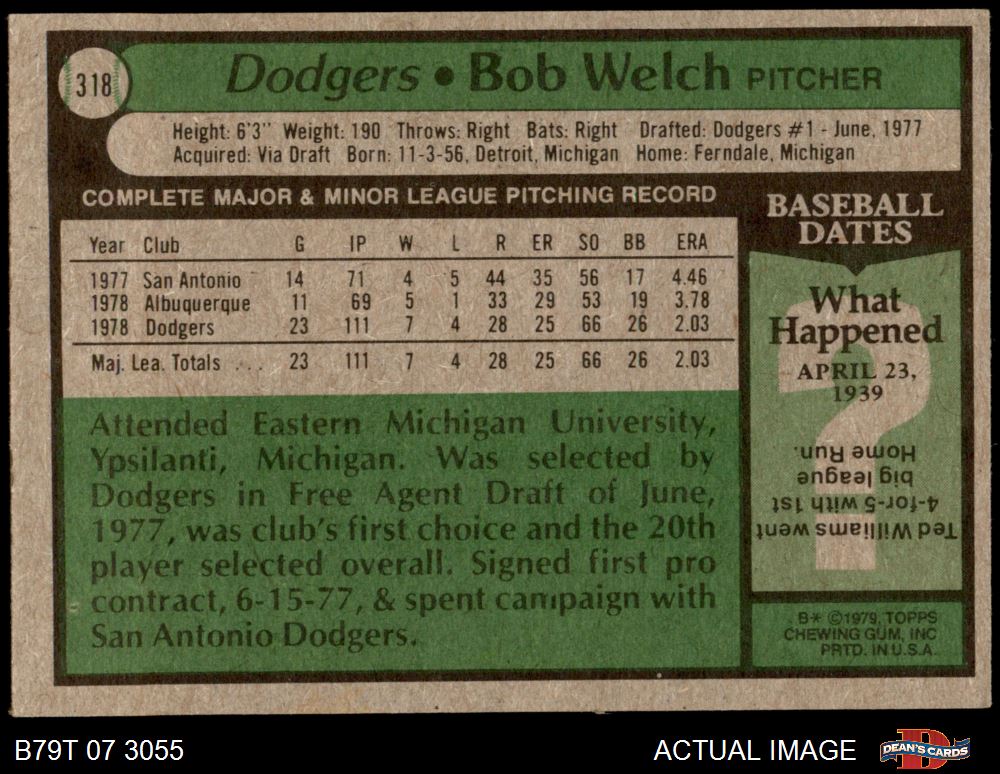 318
Dodgers • Bob Welch PITCHER
Height: 6'3" Weight: 190 Throws: Right Bats: Right Drafted: Dodgers #1 - June, 1977
Acquired: Via Draft Born: 11-3-56, Detroit, Michigan Home: Ferndale, Michigan
COMPLETE MAJOR & MINOR LEAGUE PITCHING RECORD
Year Club G IP W L R ER SO BB ERA
1977 San Antonio 14 71 4 5 44 35 56 17 4.46
1978 Albuquerque 11 69 5 1 33 29 53 19 3.78
1978 Dodgers 23 111 7 4 28 25 66 26 2.03
Maj. Lea. Totals . . . 23 111 7 4 28 25 66 26 2.03
Attended Eastern Michigan University,
Ypsilanti, Michigan. Was selected by
Dodgers in Free Agent Draft of June,
1977, was club's first choice and the 20th
player selected overall. Signed first pro
contract, 6-15-77, & spent campaign with
San Antonio Dodgers.
BASEBALL
DATES
What
Happened
APRIL 23,
1939
?
Ted Williams went
4-for-5 with 1st
big league
Home Run.
B* ©1979, TOPPS
CHEWING GUM, INC
PRTD. IN U.S.A.
B79T 07 3055
ACTUAL IMAGE
DEAN'S CARDS